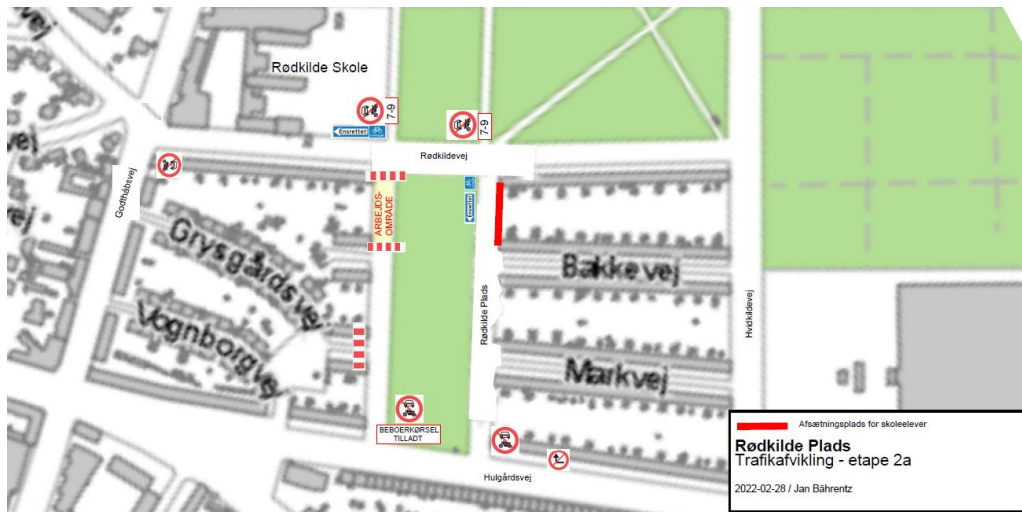 Rødkilde Skole
7-9
Ensrettet
7-9
Rødkildevej
Godthåbsvej
ARBEJDS-
OMRÅDE
Ensrettet
Grysgårdsvej
Bakkevej
Rødkilde Plads
Hvidkildevej
Vognborgvej
Markvej
BEBOERKØRSEL
TILLADT
Hulgårdsvej
Afsætningsplads for skoleelever
Rødkilde Plads
Trafikafvikling - etape 2a
2022-02-28 / Jan Bährentz